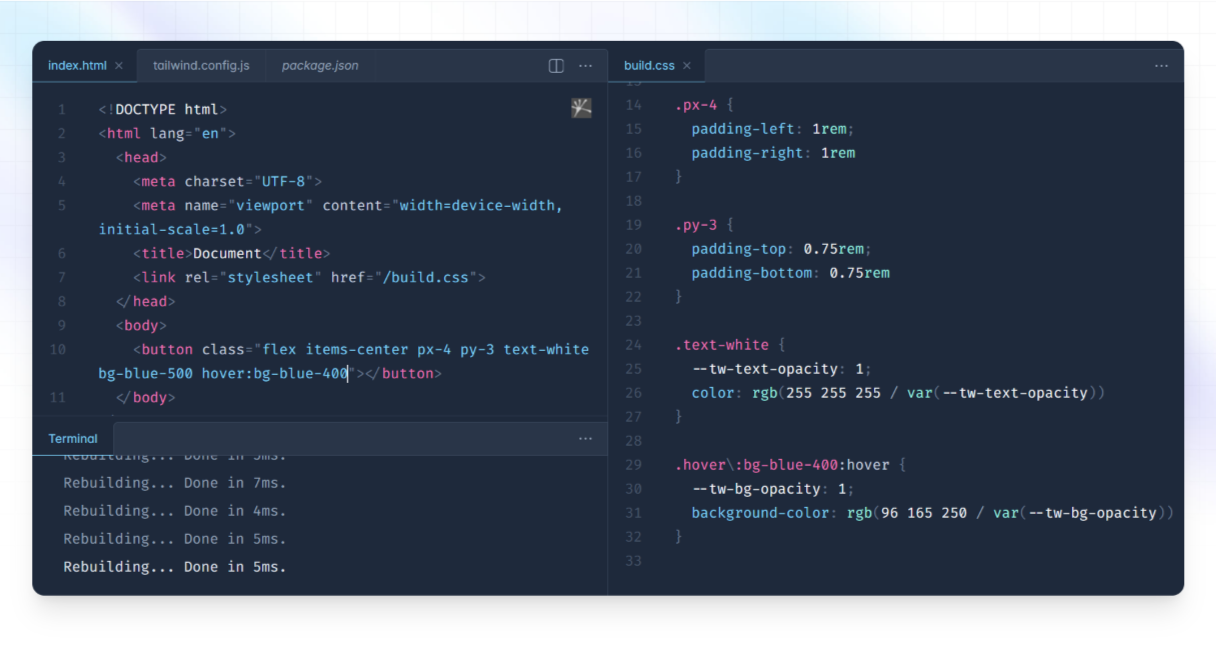 index.html ×
tailwind.config.js
package.json
1 <!DOCTYPE html>
2 <html lang="en">
3 <head>
4 <meta charset="UTF-8">
5 <meta name="viewport" content="width=device-width,
initial-scale=1.0">
6 <title>Document</title>
7 <link rel="stylesheet" href="/build.css">
8 </head>
9 <body>
10 <button class="flex items-center px-4 py-3 text-white
bg-blue-500 hover:bg-blue-400"></button>
11 </body>
Terminal
Rebuilding... Done in 5ms.
Rebuilding... Done in 7ms.
Rebuilding... Done in 4ms.
Rebuilding... Done in 5ms.
Rebuilding... Done in 5ms.
build.css ×
13
14 .px-4 {
15 padding-left: 1rem;
16 padding-right: 1rem
17 }
18
19 .py-3 {
20 padding-top: 0.75rem;
21 padding-bottom: 0.75rem
22 }
23
24 .text-white {
25 --tw-text-opacity: 1;
26 color: rgb(255 255 255 / var(--tw-text-opacity))
27 }
28
29 .hover\:bg-blue-400:hover {
30 --tw-bg-opacity: 1;
31 background-color: rgb(96 165 250 / var(--tw-bg-opacity))
32 }
33